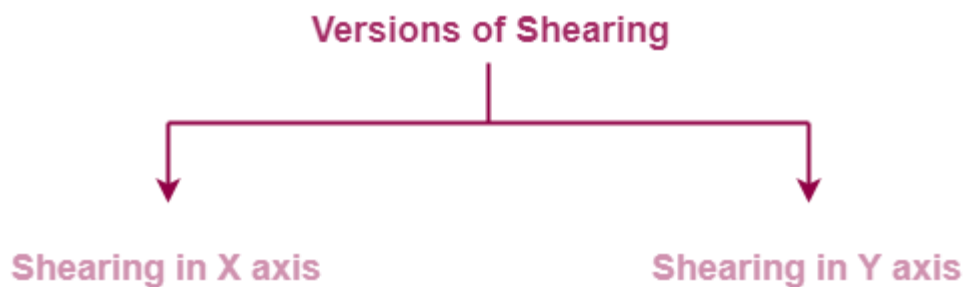 Versions of Shearing
Shearing in X axis
Shearing in Y axis